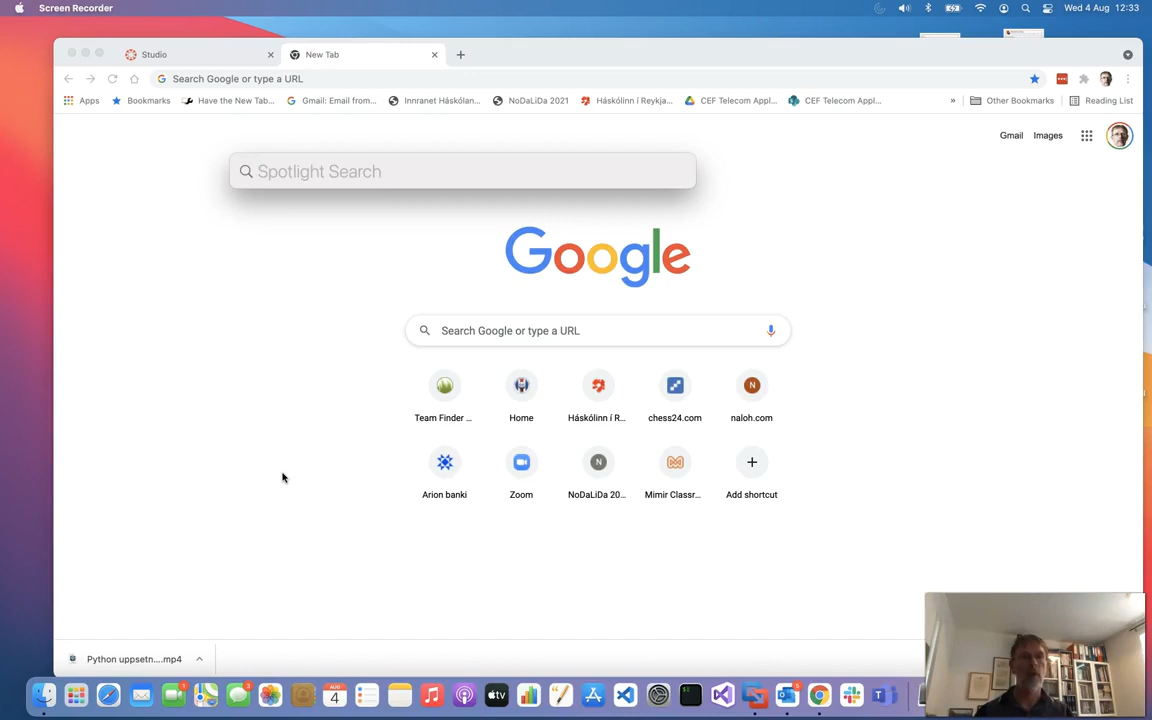 Screen Recorder
Wed 4 Aug 12:33
Studio
New Tab
Search Google or type a URL
Apps
Bookmarks
Have the New Tab...
Gmail: Email from...
Innranet Háskólan...
NoDaLiDa 2021
Háskólinn í Reykja...
CEF Telecom Appl...
CEF Telecom Appl...
»
Other Bookmarks
Reading List
Gmail
Images
Spotlight Search
Google
Search Google or type a URL
Team Finder ...
Home
Háskólinn í R...
chess24.com
N
naloh.com
Arion banki
Zoom
N
NoDaLiDa 20...
Mimir Classr...
Add shortcut
Python uppsetn....mp4
AUG
4
tv